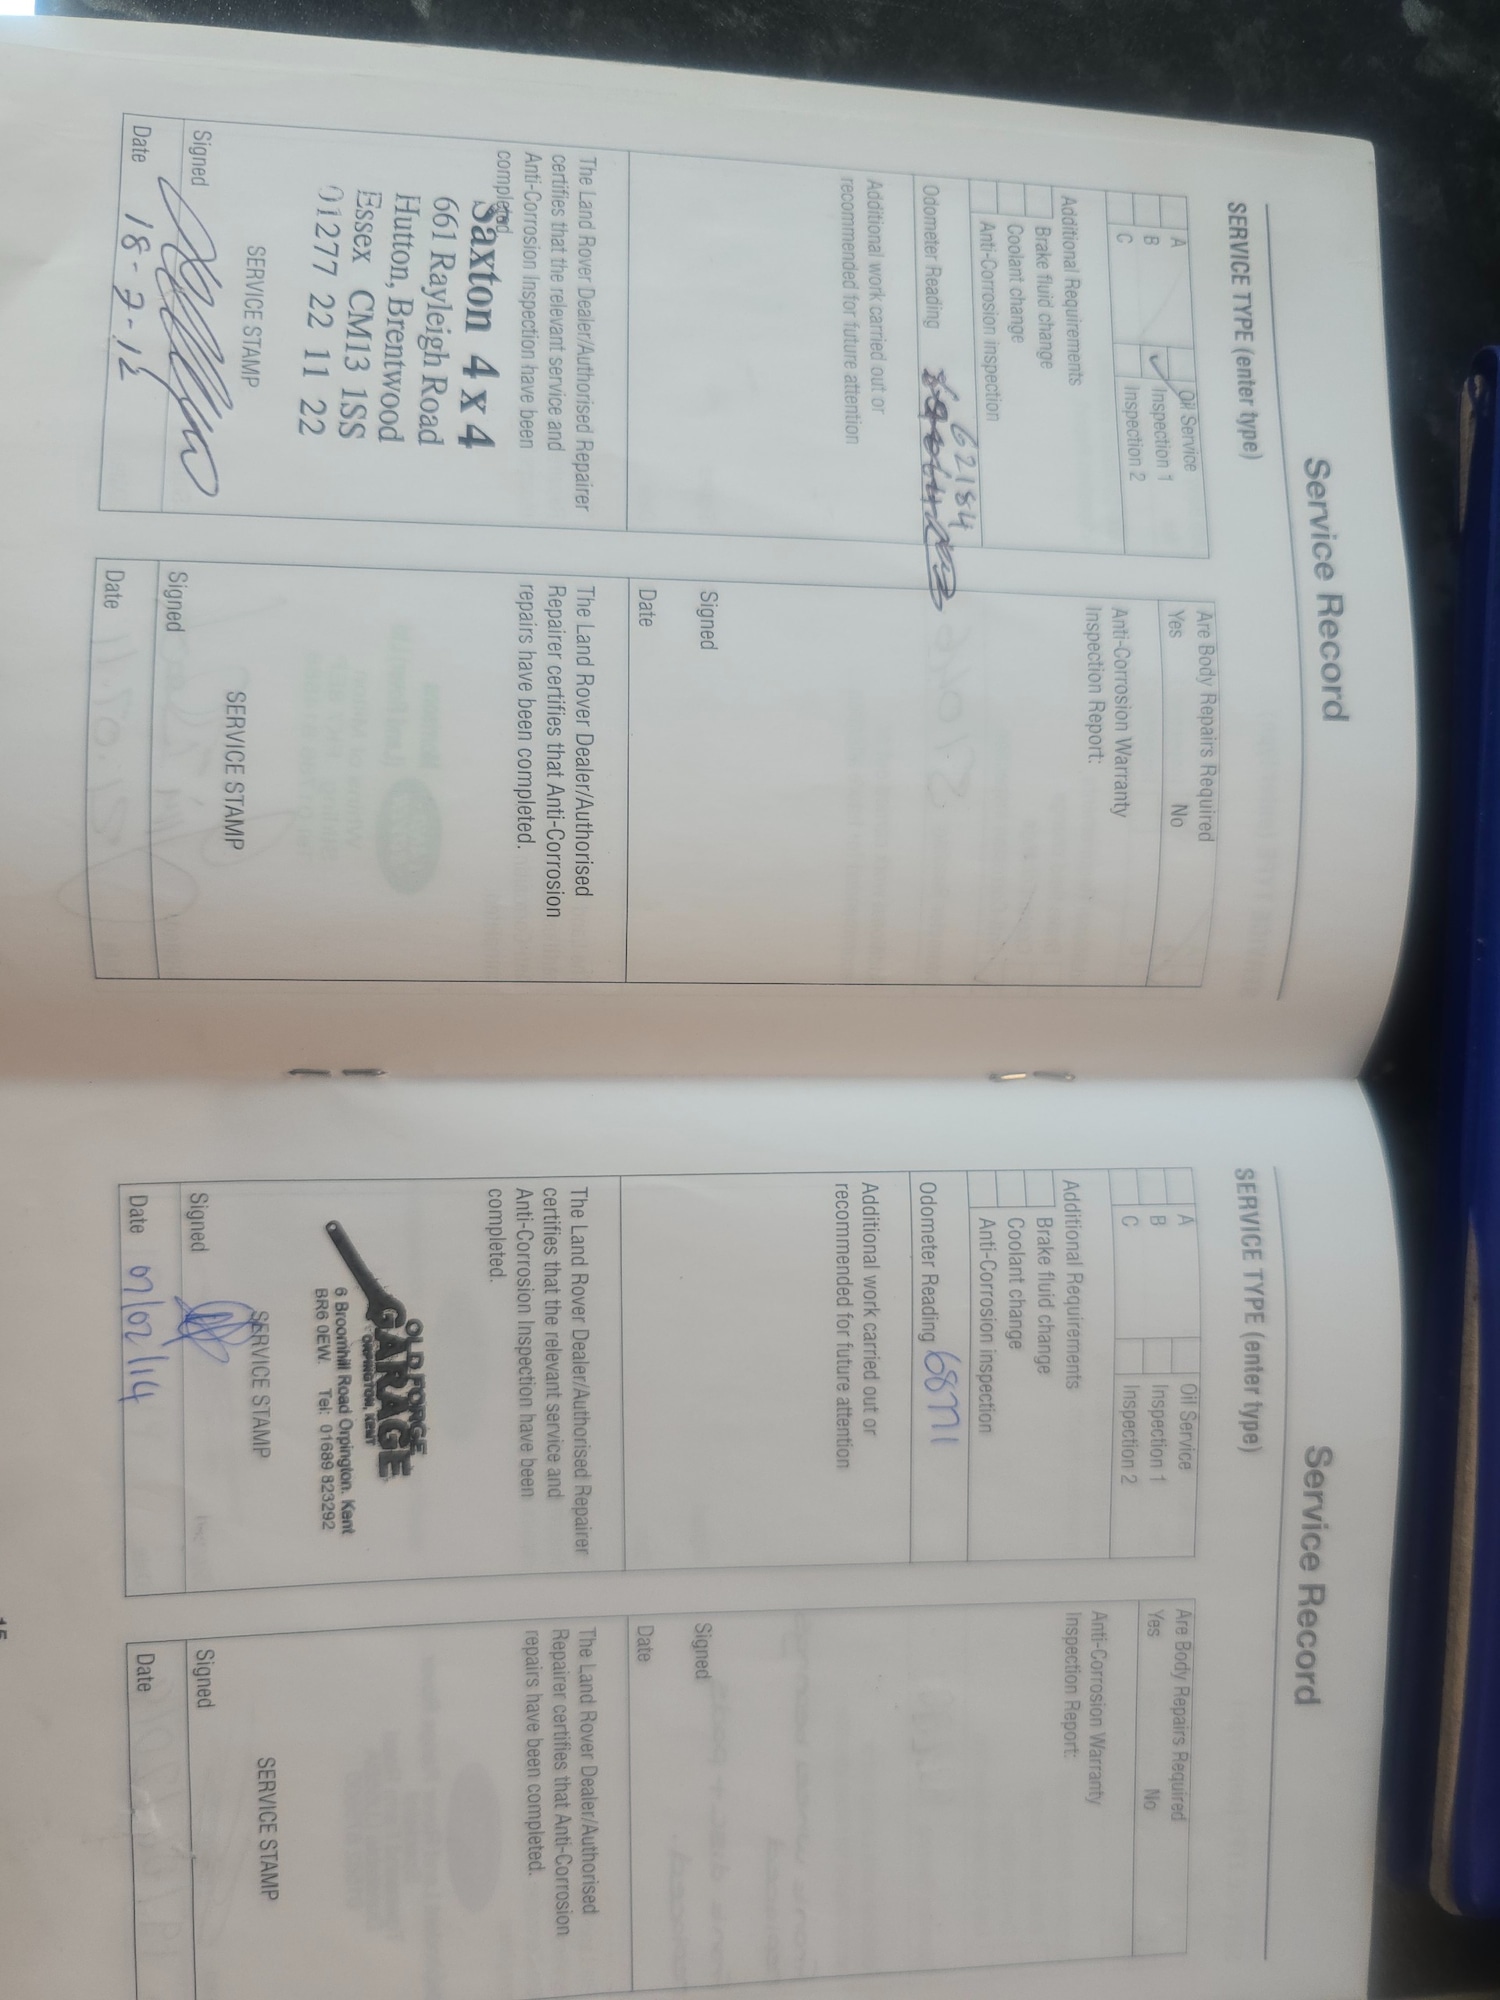 Service Record
SERVICE TYPE (enter type)
A Oil Service
B ✓ Inspection 1
C Inspection 2
Additional Requirements
Brake fluid change
Coolant change
Anti-Corrosion inspection
62184
Odometer Reading
Additional work carried out or
recommended for future attention
The Land Rover Dealer/Authorised Repairer
certifies that the relevant service and
Anti-Corrosion Inspection have been
completed.
Saxton 4 x 4
661 Rayleigh Road
Hutton, Brentwood
Essex CM13 1SS
01277 22 11 22
SERVICE STAMP
Signed
Date 18-7-12
Are Body Repairs Required
Yes No
Anti-Corrosion Warranty
Inspection Report:
Signed
Date
The Land Rover Dealer/Authorised
Repairer certifies that Anti-Corrosion
repairs have been completed.
SERVICE STAMP
Signed
Date
Service Record
SERVICE TYPE (enter type)
A Oil Service
B Inspection 1
C Inspection 2
Additional Requirements
Brake fluid change
Coolant change
Anti-Corrosion inspection
Odometer Reading
Additional work carried out or
recommended for future attention
The Land Rover Dealer/Authorised Repairer
certifies that the relevant service and
Anti-Corrosion Inspection have been
completed.
OLD FORGE
GARAGE
ORPINGTON, KENT
6 Broomhill Road Orpington. Kent
BR6 0EW. Tel: 01689 823292
SERVICE STAMP
Signed
Date 07/02/14
Are Body Repairs Required
Yes No
Anti-Corrosion Warranty
Inspection Report:
Signed
Date
The Land Rover Dealer/Authorised
Repairer certifies that Anti-Corrosion
repairs have been completed.
SERVICE STAMP
Signed
Date
15